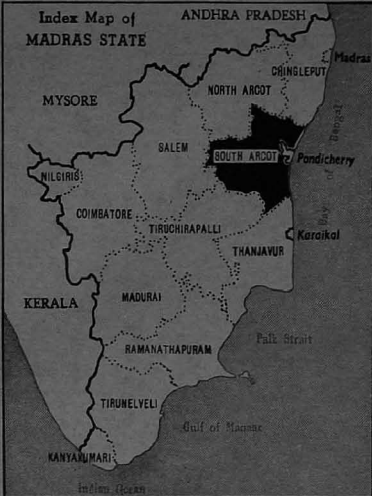 Index Map of
MADRAS STATE
ANDHRA PRADESH
Madras
CHINGLEPUT
NORTH ARCOT
MYSORE
Bay of Bengal
SALEM
SOUTH ARCOT
Pondicherry
NILGIRIS
COIMBATORE
TIRUCHIRAPALLI
Karaikal
THANJAVUR
KERALA
MADURAI
Palk Strait
RAMANATHAPURAM
TIRUNELVELI
Gulf of Manaar
KANYAKUMARI
Indian Ocean